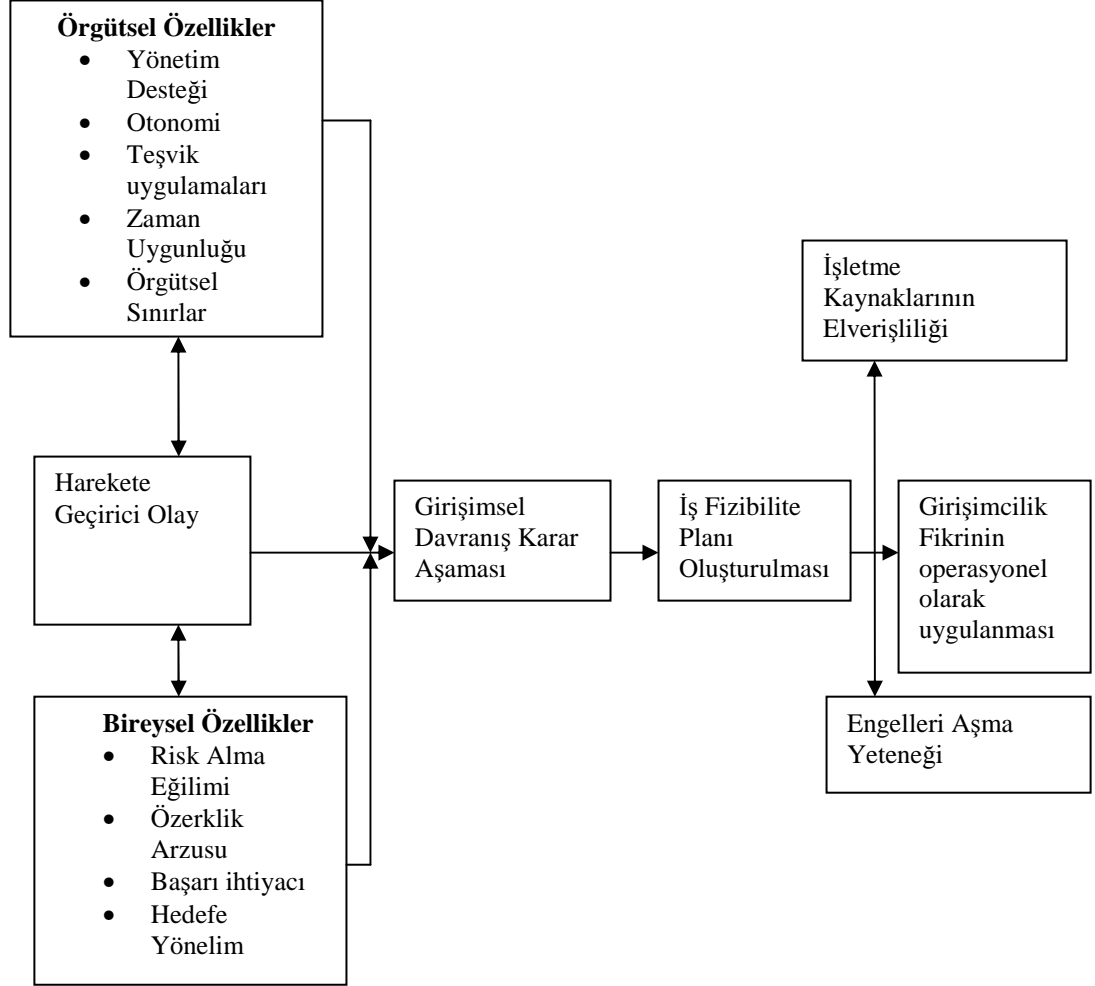 Örgütsel Özellikler
• Yönetim
Desteği
• Otonomi
• Teşvik
uygulamaları
• Zaman
Uygunluğu
• Örgütsel
Sınırlar
Harekete
Geçirici Olay
Bireysel Özellikler
• Risk Alma
Eğilimi
• Özerklik
Arzusu
• Başarı ihtiyacı
• Hedefe
Yönelim
Girişimsel
Davranış Karar
Aşaması
İş Fizibilite
Planı
Oluşturulması
İşletme
Kaynaklarının
Elverişliliği
Girişimcilik
Fikrinin
operasyonel
olarak
uygulanması
Engelleri Aşma
Yeteneği